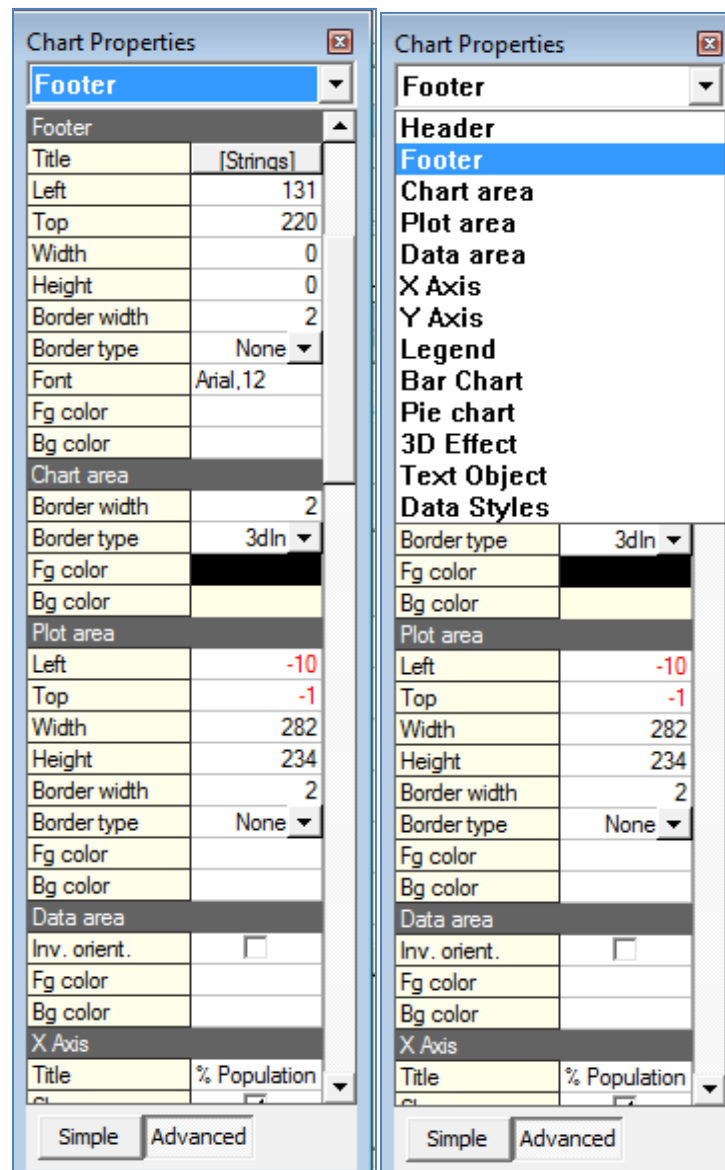 Chart Properties
Footer
Footer
Title [Strings]
Left 131
Top 220
Width 0
Height 0
Border width 2
Border type None
Font Arial,12
Fg color
Bg color
Chart area
Border width 2
Border type 3dIn
Fg color
Bg color
Plot area
Left -10
Top -1
Width 282
Height 234
Border width 2
Border type None
Fg color
Bg color
Data area
Inv. orient.
Fg color
Bg color
X Axis
Title % Population
Simple Advanced
Chart Properties
Footer
Header
Footer
Chart area
Plot area
Data area
X Axis
Y Axis
Legend
Bar Chart
Pie chart
3D Effect
Text Object
Data Styles
Border type 3dIn
Fg color
Bg color
Plot area
Left -10
Top -1
Width 282
Height 234
Border width 2
Border type None
Fg color
Bg color
Data area
Inv. orient.
Fg color
Bg color
X Axis
Title % Population
Simple Advanced